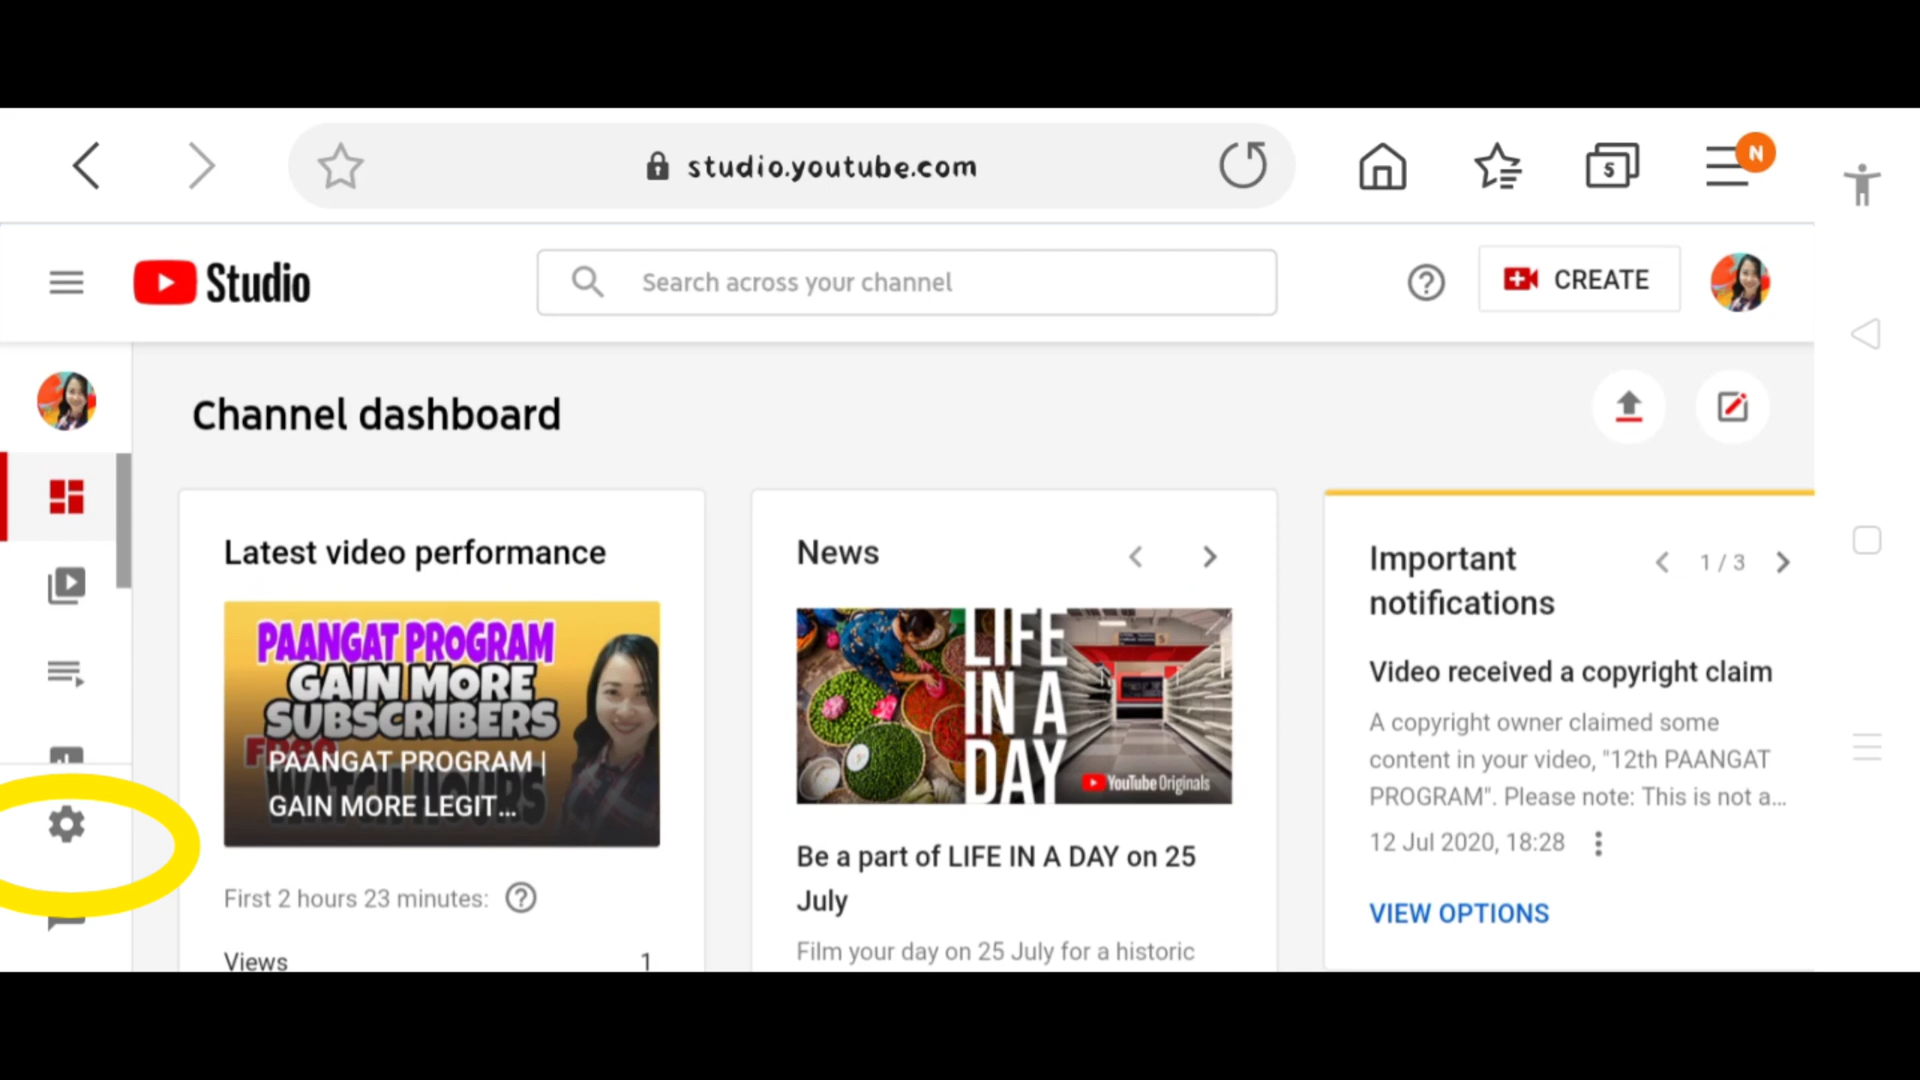 studio.youtube.com
5
N
Studio
Search across your channel
CREATE
Channel dashboard
Latest video performance
PAANGAT PROGRAM
GAIN MORE
SUBSCRIBERS
Free
WATCH HOURS
PAANGAT PROGRAM |
GAIN MORE LEGIT...
First 2 hours 23 minutes:
Views 1
News
LIFE
IN A
DAY
YouTube Originals
Be a part of LIFE IN A DAY on 25
July
Film your day on 25 July for a historic
Important
notifications
1 / 3
Video received a copyright claim
A copyright owner claimed some
content in your video, "12th PAANGAT
PROGRAM". Please note: This is not a...
12 Jul 2020, 18:28
VIEW OPTIONS